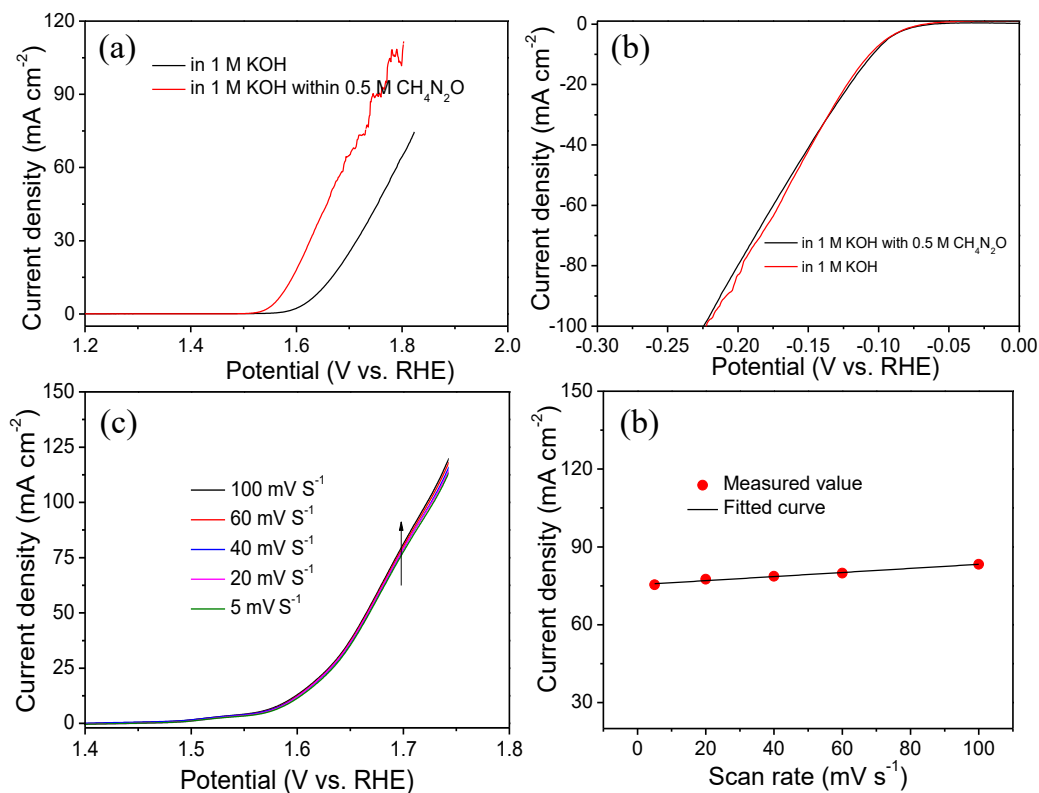 (a)
in 1 M KOH
in 1 M KOH within 0.5 M CH₄N₂O
Current density (mA cm⁻²)
120
90
60
30
0
1.2 1.4 1.6 1.8 2.0
Potential (V vs. RHE)
(b)
in 1 M KOH with 0.5 M CH₄N₂O
in 1 M KOH
Current density (mA cm⁻²)
0
-20
-40
-60
-80
-100
-0.30 -0.25 -0.20 -0.15 -0.10 -0.05 0.00
Potential (V vs. RHE)
(c)
100 mV S⁻¹
60 mV S⁻¹
40 mV S⁻¹
20 mV S⁻¹
5 mV S⁻¹
Current density (mA cm⁻²)
150
125
100
75
50
25
0
1.4 1.5 1.6 1.7 1.8
Potential (V vs. RHE)
(b)
Measured value
Fitted curve
Current density (mA cm⁻²)
150
120
90
60
30
0 20 40 60 80 100
Scan rate (mV s⁻¹)